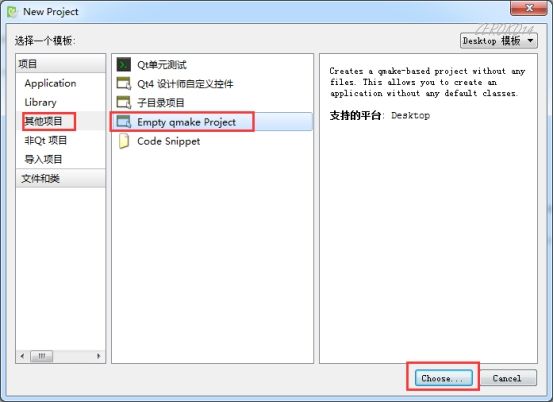 New Project
选择一个模板:
Desktop 模板
项目
Application
Library
其他项目
非Qt 项目
导入项目
文件和类
Qt单元测试
Qt4 设计师自定义控件
子目录项目
Empty qmake Project
Code Snippet
Creates a qmake-based project without any
files. This allows you to create an
application without any default classes.
支持的平台: Desktop
Choose...
Cancel